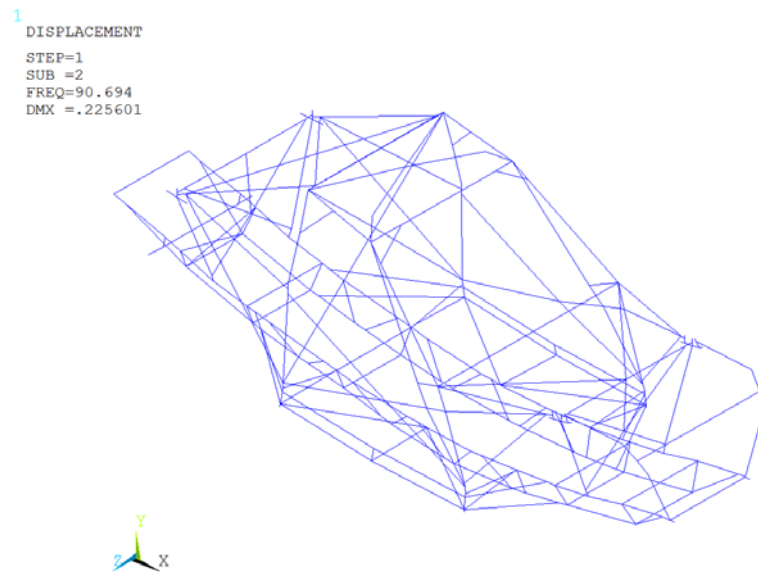 1
DISPLACEMENT
STEP=1
SUB =2
FREQ=90.694
DMX =.225601
Y
Z
X